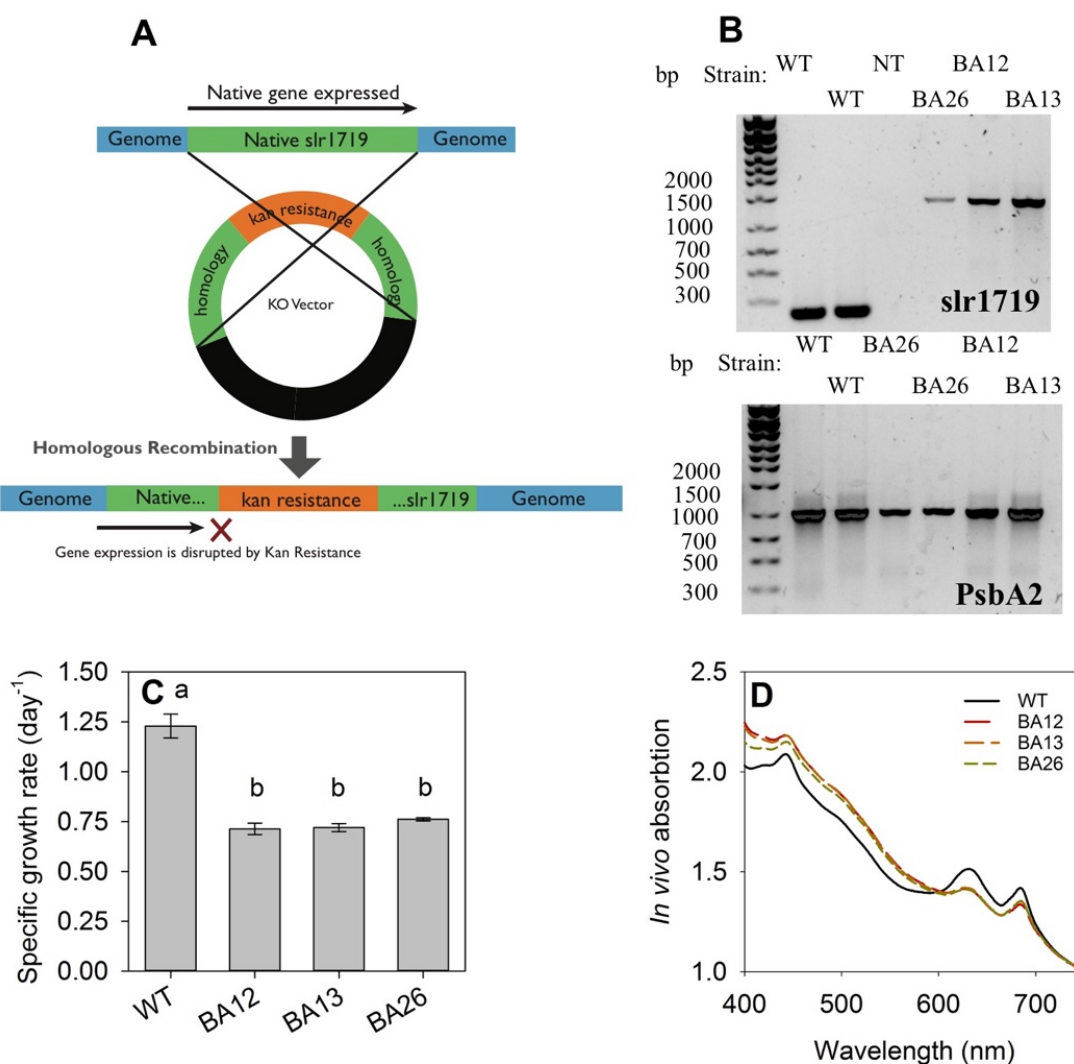 A
Native gene expressed
Genome Native slr1719 Genome
kan resistance
homology homology
KO Vector
Homologous Recombination
Genome Native... kan resistance ...slr1719 Genome
Gene expression is disrupted by Kan Resistance
B
WT NT BA12
bp Strain:
WT BA26 BA13
2000
1500
1000
700
500
300
slr1719
WT BA26 BA12
bp Strain:
WT BA26 BA13
2000
1500
1000
700
500
300
PsbA2
C
Specific growth rate (day-1)
1.50
1.25
1.00
0.75
0.50
0.25
0.00
a
b b b
WT BA12 BA13 BA26
D
In vivo absorbtion
2.5
2.0
1.5
1.0
WT
BA12
BA13
BA26
400 500 600 700
Wavelength (nm)